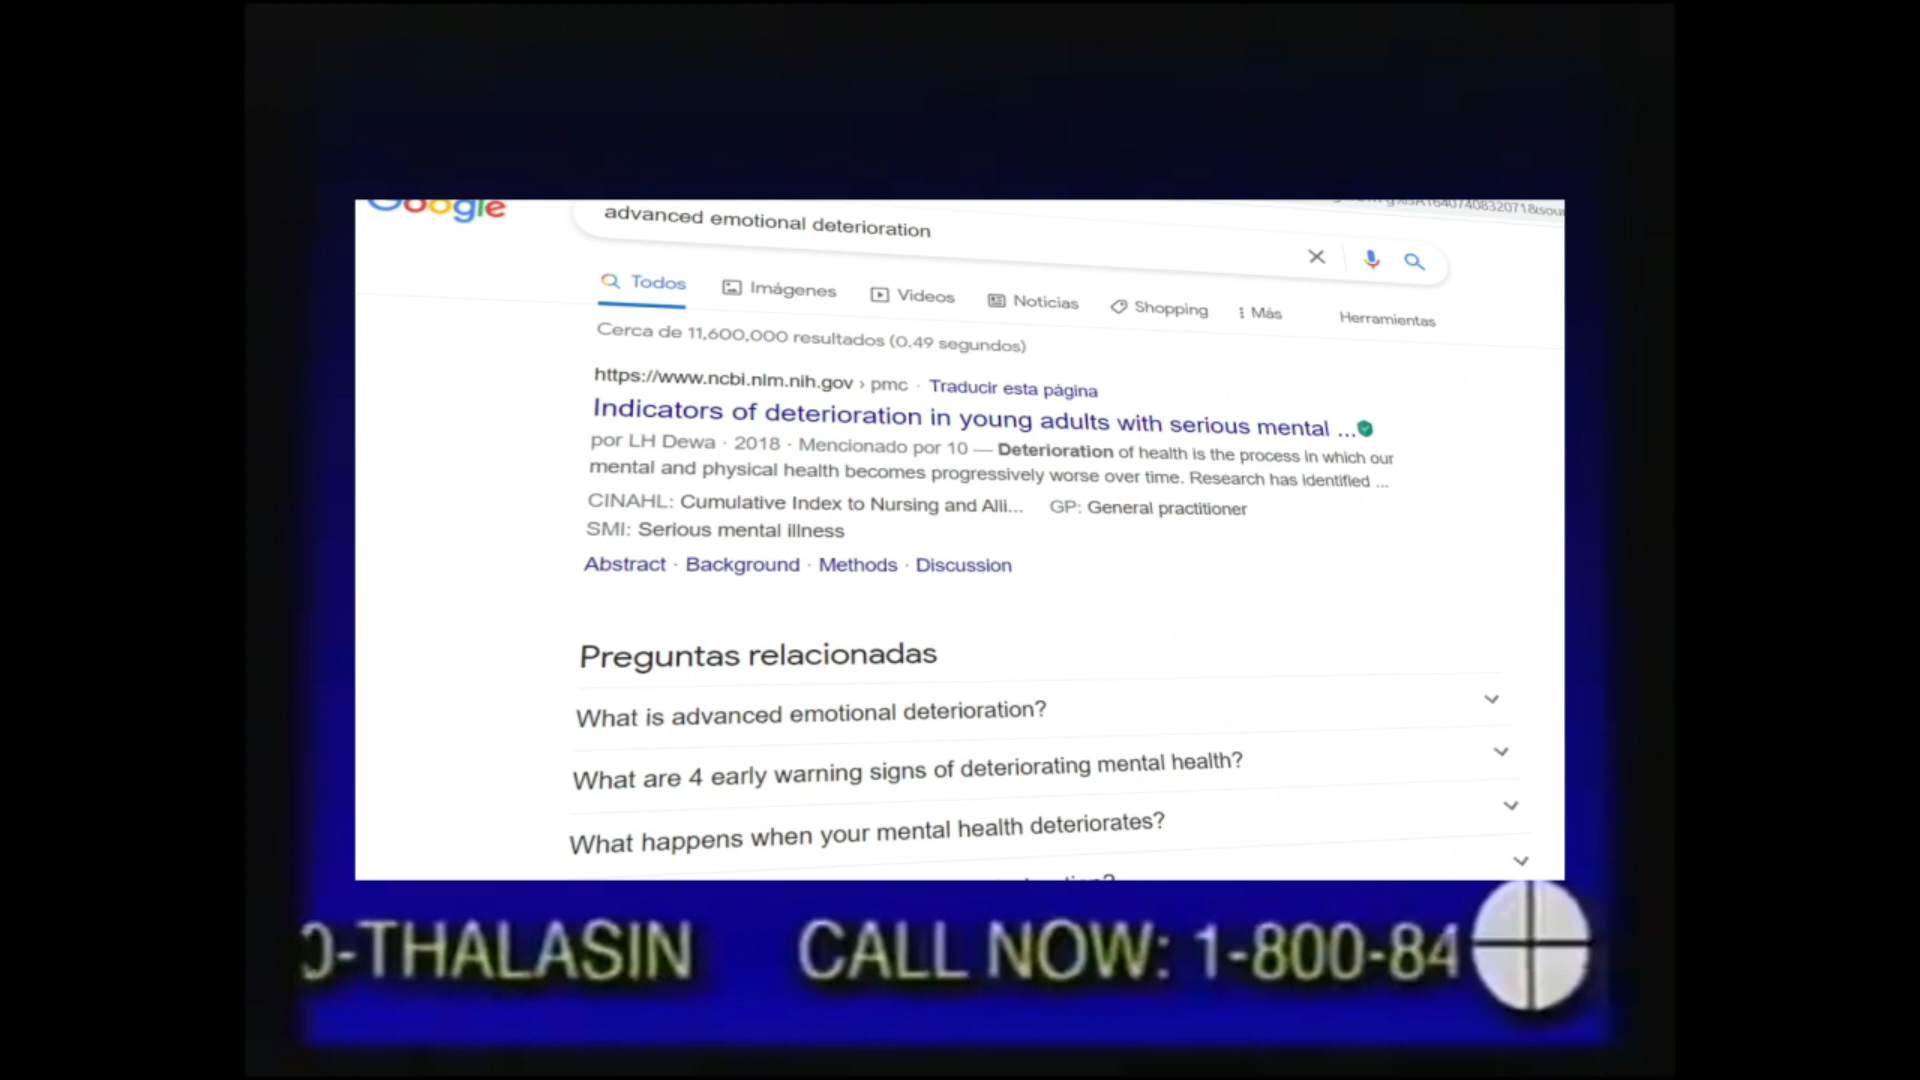 Google
advanced emotional deterioration
Todos Imágenes Videos Noticias Shopping Más Herramientas
Cerca de 11,600,000 resultados (0.49 segundos)
https://www.ncbi.nlm.nih.gov › pmc · Traducir esta página
Indicators of deterioration in young adults with serious mental ...
por LH Dewa · 2018 · Mencionado por 10 — Deterioration of health is the process in which our
mental and physical health becomes progressively worse over time. Research has identified ...
CINAHL: Cumulative Index to Nursing and Alli... GP: General practitioner
SMI: Serious mental illness
Abstract · Background · Methods · Discussion
Preguntas relacionadas
What is advanced emotional deterioration?
What are 4 early warning signs of deteriorating mental health?
What happens when your mental health deteriorates?
0-THALASIN CALL NOW: 1-800-84